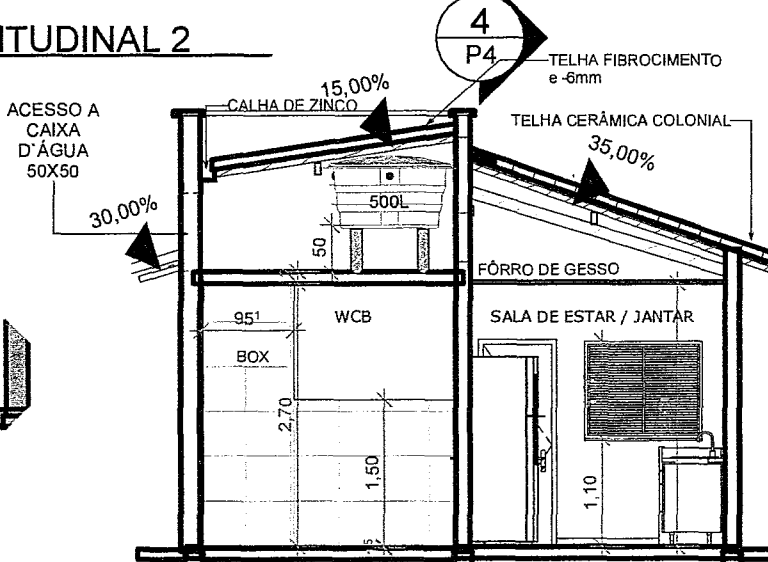 ITUDINAL 2
4
P4
TELHA FIBROCIMENTO
e -6mm
15,00%
CALHA DE ZINCO
ACESSO A
CAIXA
D'ÁGUA
50X50
TELHA CERÂMICA COLONIAL
35,00%
30,00%
500L
50
FÔRRO DE GESSO
95¹
WCB
SALA DE ESTAR / JANTAR
BOX
2,70
1,50
1,10
5